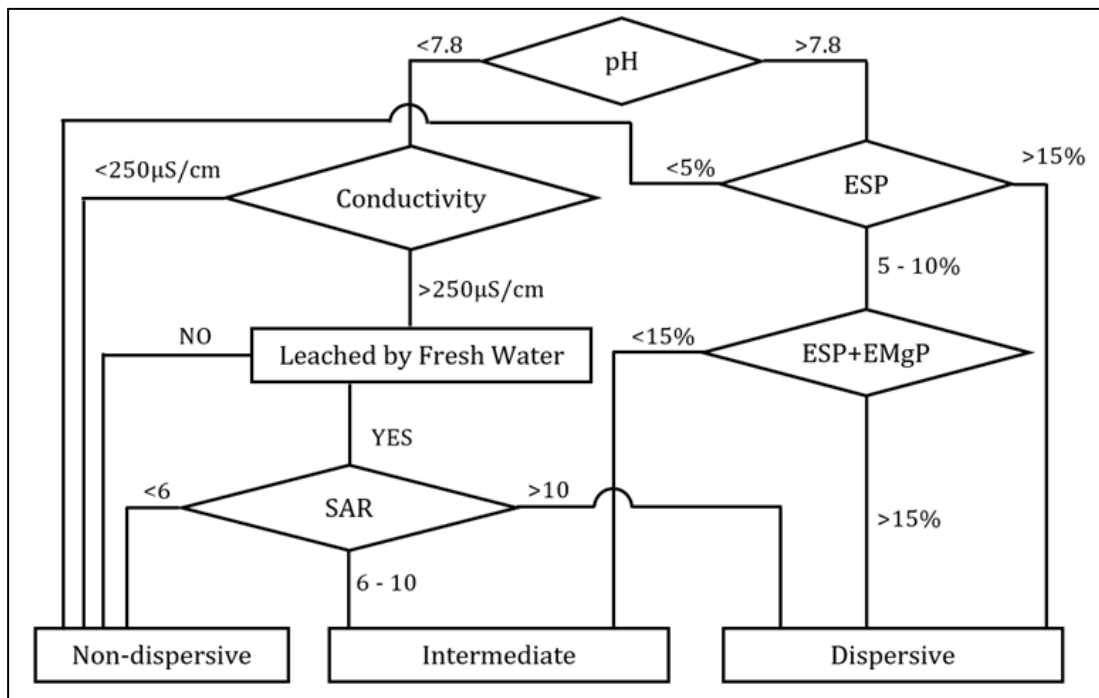 <7.8
pH
>7.8
<250μS/cm
Conductivity
<5%
ESP
>15%
5 - 10%
>250μS/cm
NO
Leached by Fresh Water
<15%
ESP+EMgP
YES
<6
SAR
>10
>15%
6 - 10
Non-dispersive
Intermediate
Dispersive